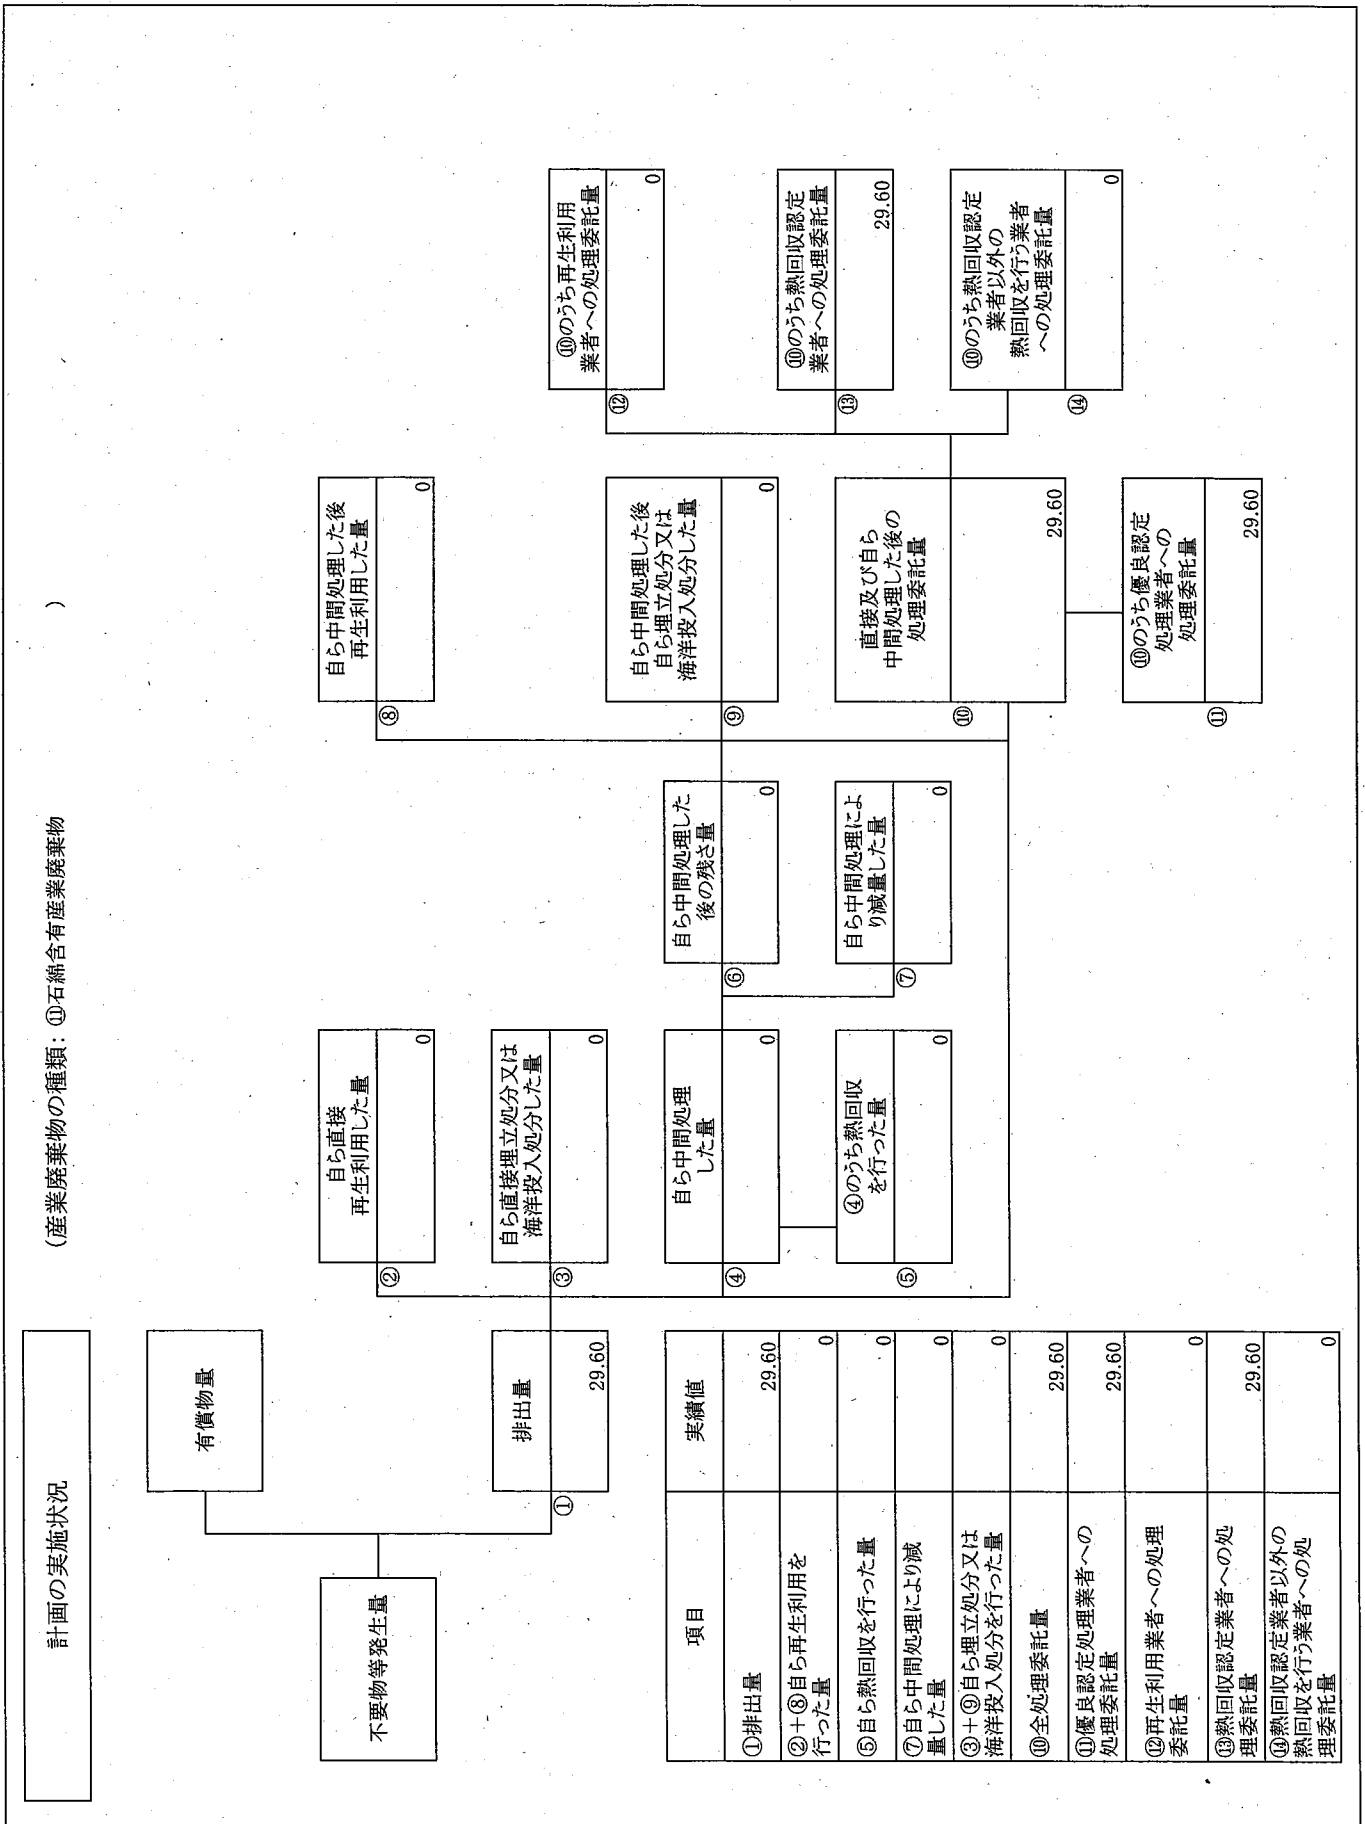 計画の実施状況
(産業廃棄物の種類：⑪石綿含有産業廃棄物 )
不要物等発生量
有償物量
排出量
①
29.60
自ら直接
再生利用した量
②
0
自ら直接埋立処分又は
海洋投入処分した量
③
0
自ら中間処理
した量
④
0
④のうち熱回収
を行った量
⑤
0
自ら中間処理した
後の残さ量
⑥
0
自ら中間処理によ
り減量した量
⑦
0
自ら中間処理した後
再生利用した量
⑧
0
自ら中間処理した後
自ら埋立処分又は
海洋投入処分した量
⑨
0
直接及び自ら
中間処理した後の
処理委託量
⑩
29.60
⑩のうち優良認定
処理業者への
処理委託量
⑪
29.60
⑩のうち再生利用
業者への処理委託量
⑫
0
⑩のうち熱回収認定
業者への処理委託量
⑬
29.60
⑩のうち熱回収認定
業者以外の
熱回収を行う業者
への処理委託量
⑭
0
項目 実績値
①排出量 29.60
②＋⑧自ら再生利用を
行った量 0
⑤自ら熱回収を行った量 0
⑦自ら中間処理により減
量した量 0
③＋⑨自ら埋立処分又は
海洋投入処分を行った量 0
⑩全処理委託量 29.60
⑪優良認定処理業者への
処理委託量 29.60
⑫再生利用業者への処理
委託量 0
⑬熱回収認定業者への処
理委託量 29.60
⑭熱回収認定業者以外の
熱回収を行う業者への処
理委託量 0